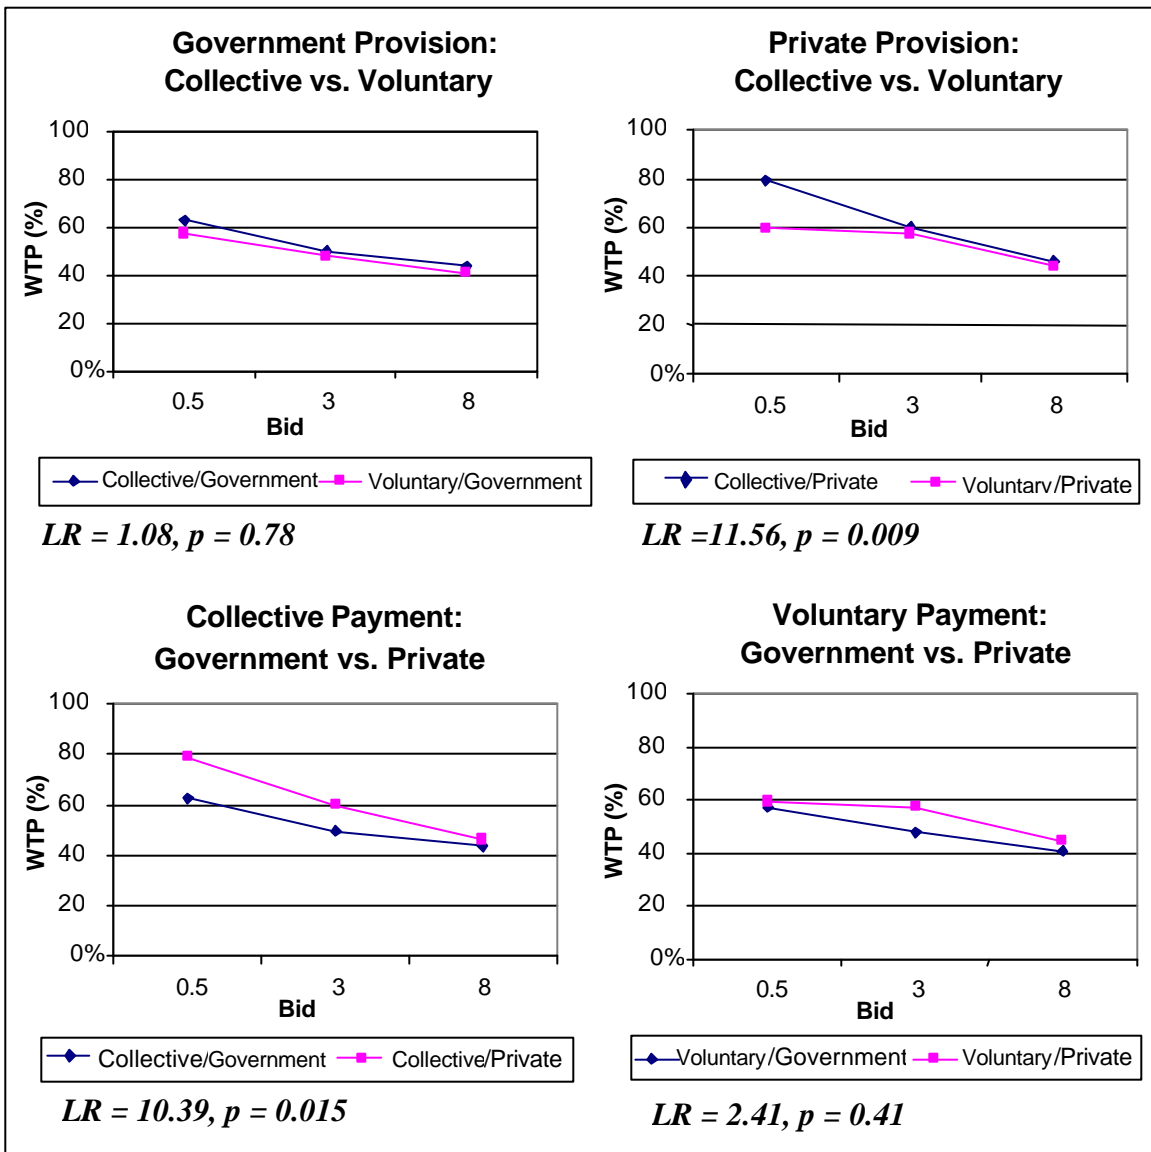 Government Provision:
Collective vs. Voluntary
100
80
60
40
20
0%
WTP (%)
0.5 3 8
Bid
Collective/Government Voluntary/Government
LR = 1.08, p = 0.78
Private Provision:
Collective vs. Voluntary
100
80
60
40
20
0%
WTP (%)
0.5 3 8
Bid
Collective/Private Voluntary/Private
LR =11.56, p = 0.009
Collective Payment:
Government vs. Private
100
80
60
40
20
0%
WTP (%)
0.5 3 8
Bid
Collective/Government Collective/Private
LR = 10.39, p = 0.015
Voluntary Payment:
Government vs. Private
100
80
60
40
20
0%
WTP (%)
0.5 3 8
Bid
Voluntary/Government Voluntary/Private
LR = 2.41, p = 0.41